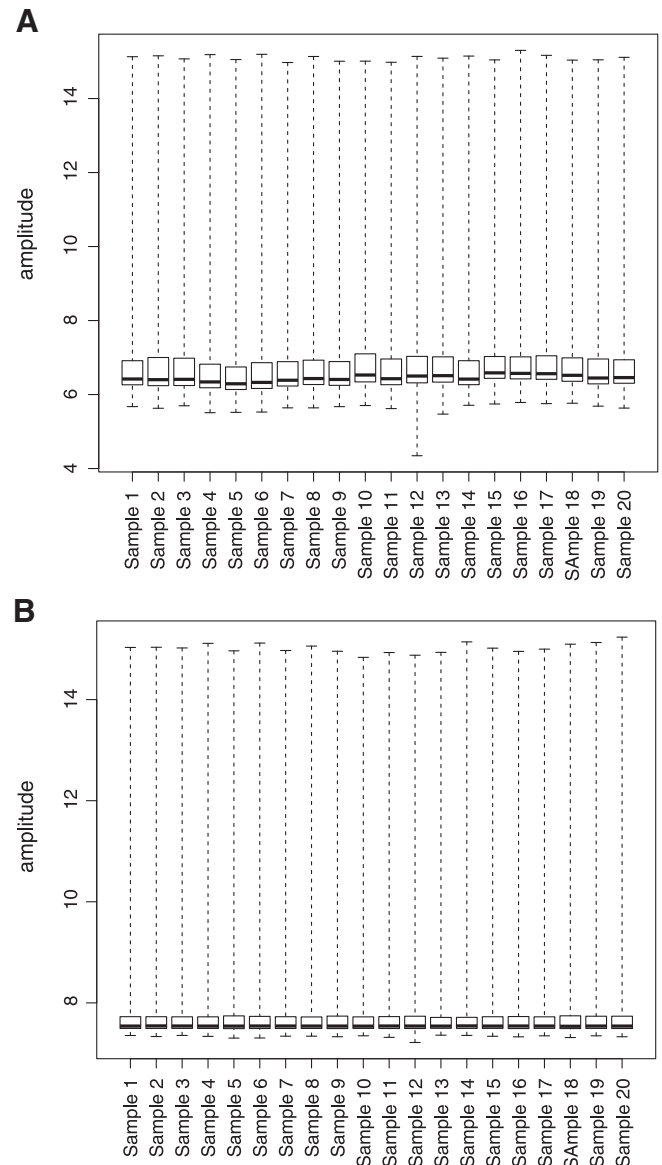 A
amplitude
14
12
10
8
6
4
Sample 1
Sample 2
Sample 3
Sample 4
Sample 5
Sample 6
Sample 7
Sample 8
Sample 9
Sample 10
Sample 11
Sample 12
Sample 13
Sample 14
Sample 15
Sample 16
Sample 17
SAmple 18
Sample 19
Sample 20
B
amplitude
14
12
10
8
Sample 1
Sample 2
Sample 3
Sample 4
Sample 5
Sample 6
Sample 7
Sample 8
Sample 9
Sample 10
Sample 11
Sample 12
Sample 13
Sample 14
Sample 15
Sample 16
Sample 17
SAmple 18
Sample 19
Sample 20